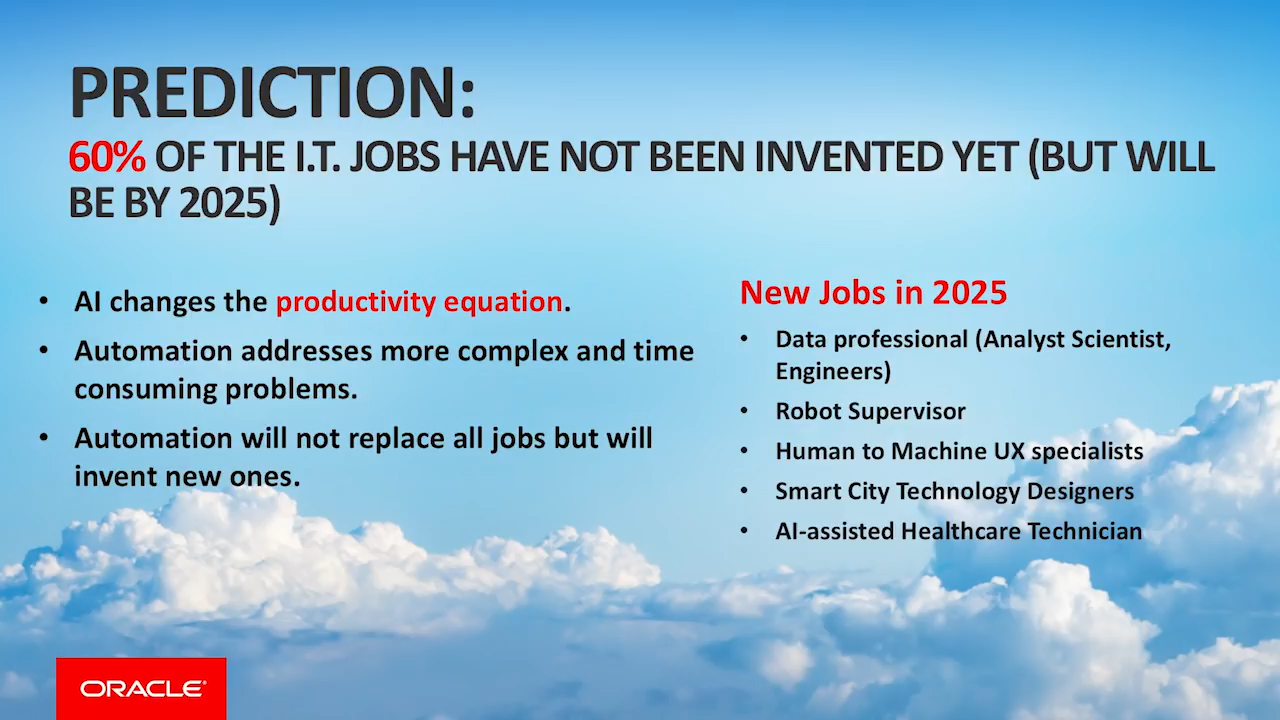 PREDICTION:
60% OF THE I.T. JOBS HAVE NOT BEEN INVENTED YET (BUT WILL
BE BY 2025)
• AI changes the productivity equation.
• Automation addresses more complex and time
consuming problems.
• Automation will not replace all jobs but will
invent new ones.
New Jobs in 2025
• Data professional (Analyst Scientist,
Engineers)
• Robot Supervisor
• Human to Machine UX specialists
• Smart City Technology Designers
• AI-assisted Healthcare Technician
ORACLE®